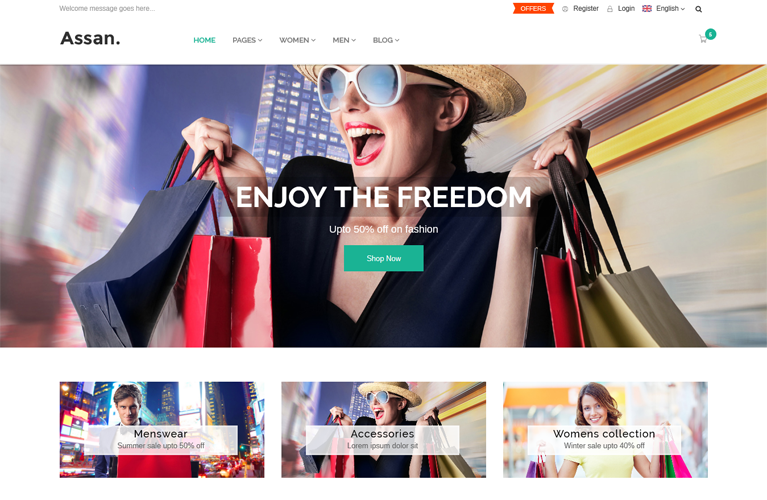 Welcome message goes here...
OFFERS Register Login English
Assan.
HOME PAGES WOMEN MEN BLOG
6
ENJOY THE FREEDOM
Upto 50% off on fashion
Shop Now
Menswear
Summer sale upto 50% off
Accessories
Lorem ipsum dolor sit
Womens collection
Winter sale upto 40% off